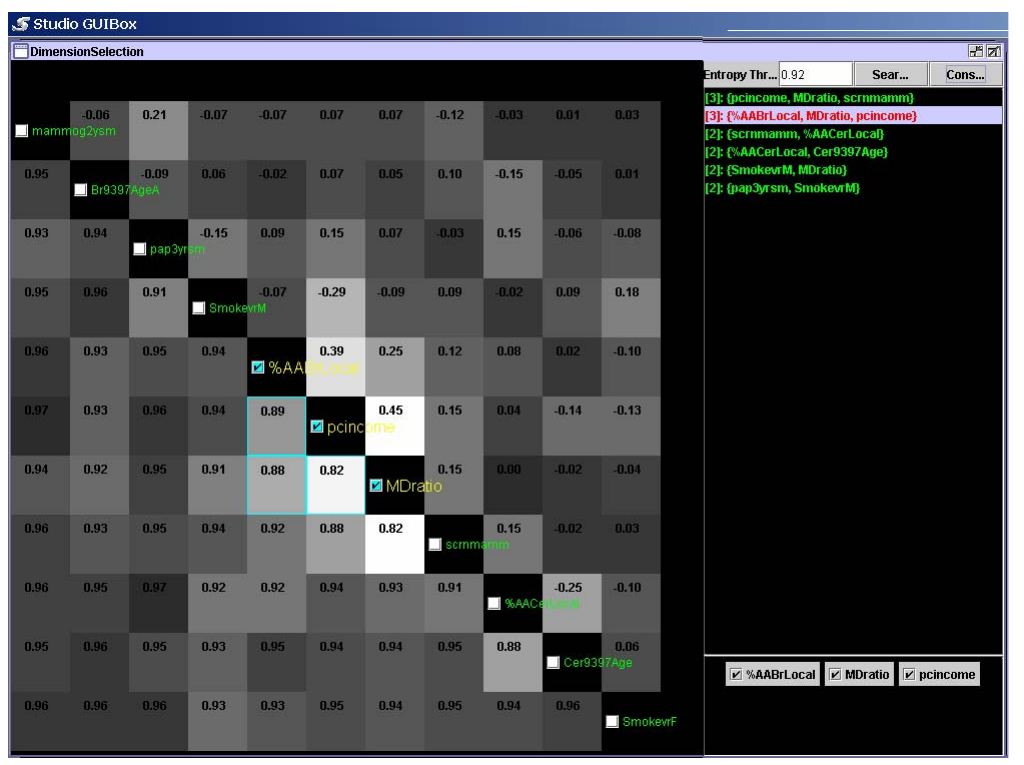 Studio GUIBox
DimensionSelection
Entropy Thr... 0.92 Sear... Cons...
-0.06 0.21 -0.07 -0.07 0.07 0.07 -0.12 -0.03 0.01 0.03
mammog2ysm
0.95 -0.09 0.06 -0.02 0.07 0.05 0.10 -0.15 -0.05 0.01
Br9397AgeA
0.93 0.94 -0.15 0.09 0.15 0.07 -0.03 0.15 -0.06 -0.08
pap3yrsm
0.95 0.96 0.91 -0.07 -0.29 -0.09 0.09 -0.02 0.09 0.18
SmokevrM
0.96 0.93 0.95 0.94 0.39 0.25 0.12 0.08 0.02 -0.10
%AABrLocal
0.97 0.93 0.96 0.94 0.89 0.45 0.15 0.04 -0.14 -0.13
pcincome
0.94 0.92 0.95 0.91 0.88 0.82 0.15 0.00 -0.02 -0.04
MDratio
0.96 0.93 0.95 0.94 0.92 0.88 0.82 0.15 -0.02 0.03
scrnmamm
0.96 0.95 0.97 0.92 0.92 0.94 0.93 0.91 -0.25 -0.10
%AACerLocal
0.95 0.96 0.95 0.93 0.95 0.94 0.94 0.95 0.88 0.06
Cer9397Age
0.96 0.96 0.96 0.93 0.93 0.95 0.94 0.95 0.94 0.96
SmokevrF
[3]: {pcincome, MDratio, scrnmamm}
[3]: {%AABrLocal, MDratio, pcincome}
[2]: {scrnmamm, %AACerLocal}
[2]: {%AACerLocal, Cer9397Age}
[2]: {SmokevrM, MDratio}
[2]: {pap3yrsm, SmokevrM}
%AABrLocal MDratio pcincome